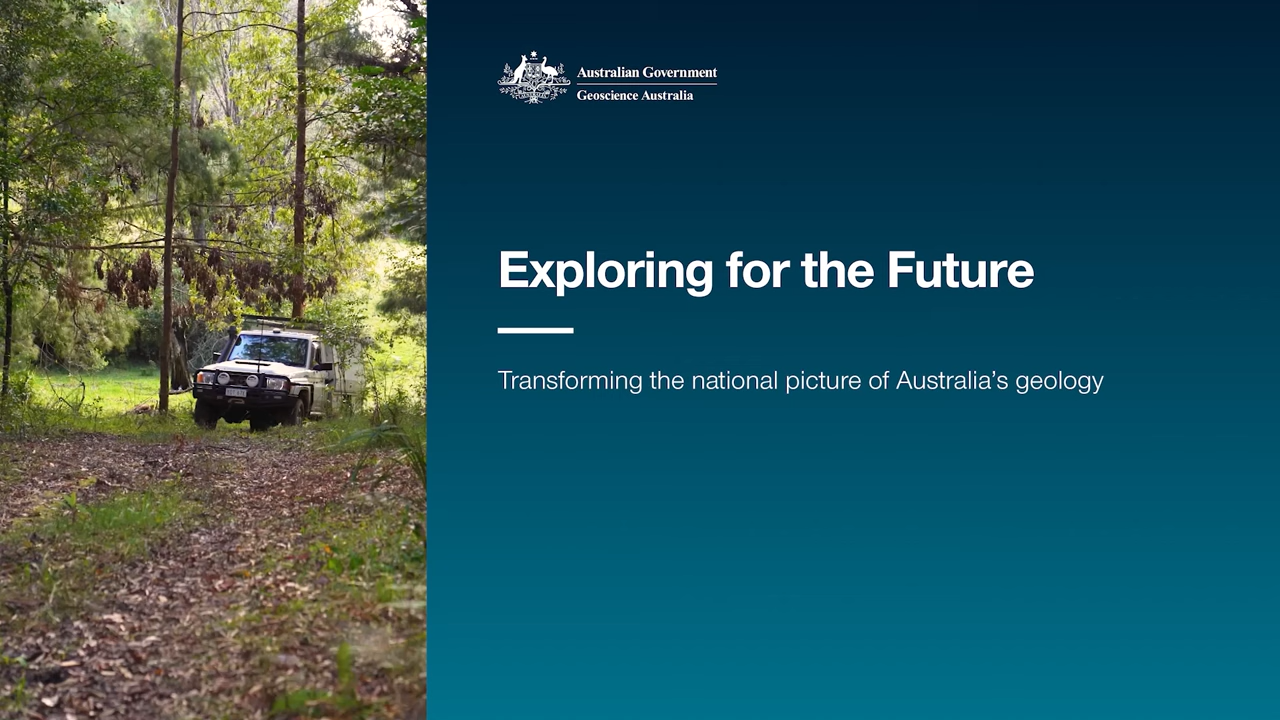 Australian Government
Geoscience Australia
Exploring for the Future
Transforming the national picture of Australia's geology